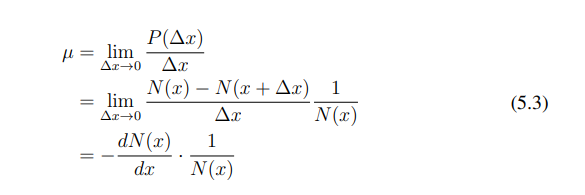 μ = lim_{Δx→0} P(Δx) / Δx
= lim_{Δx→0} (N(x) − N(x + Δx)) / Δx 1 / N(x) (5.3)
= − dN(x) / dx · 1 / N(x)